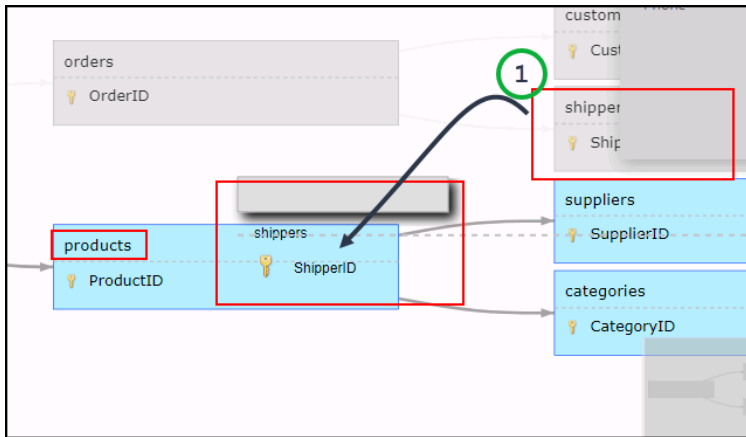 orders
OrderID
products
ProductID
shippers
ShipperID
1
custom
Cust
shipper
Ship
suppliers
SupplierID
categories
CategoryID